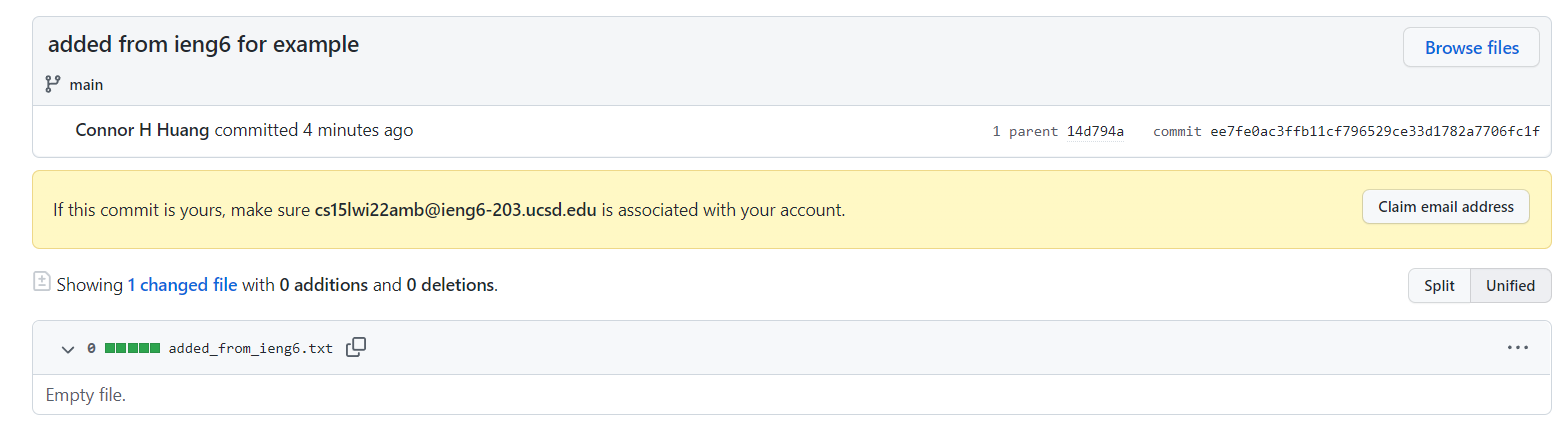 added from ieng6 for example
Browse files
main
Connor H Huang committed 4 minutes ago
1 parent 14d794a commit ee7fe0ac3ffb11cf796529ce33d1782a7706fc1f
If this commit is yours, make sure cs15lwi22amb@ieng6-203.ucsd.edu is associated with your account.
Claim email address
Showing 1 changed file with 0 additions and 0 deletions.
Split Unified
0 added_from_ieng6.txt
Empty file.